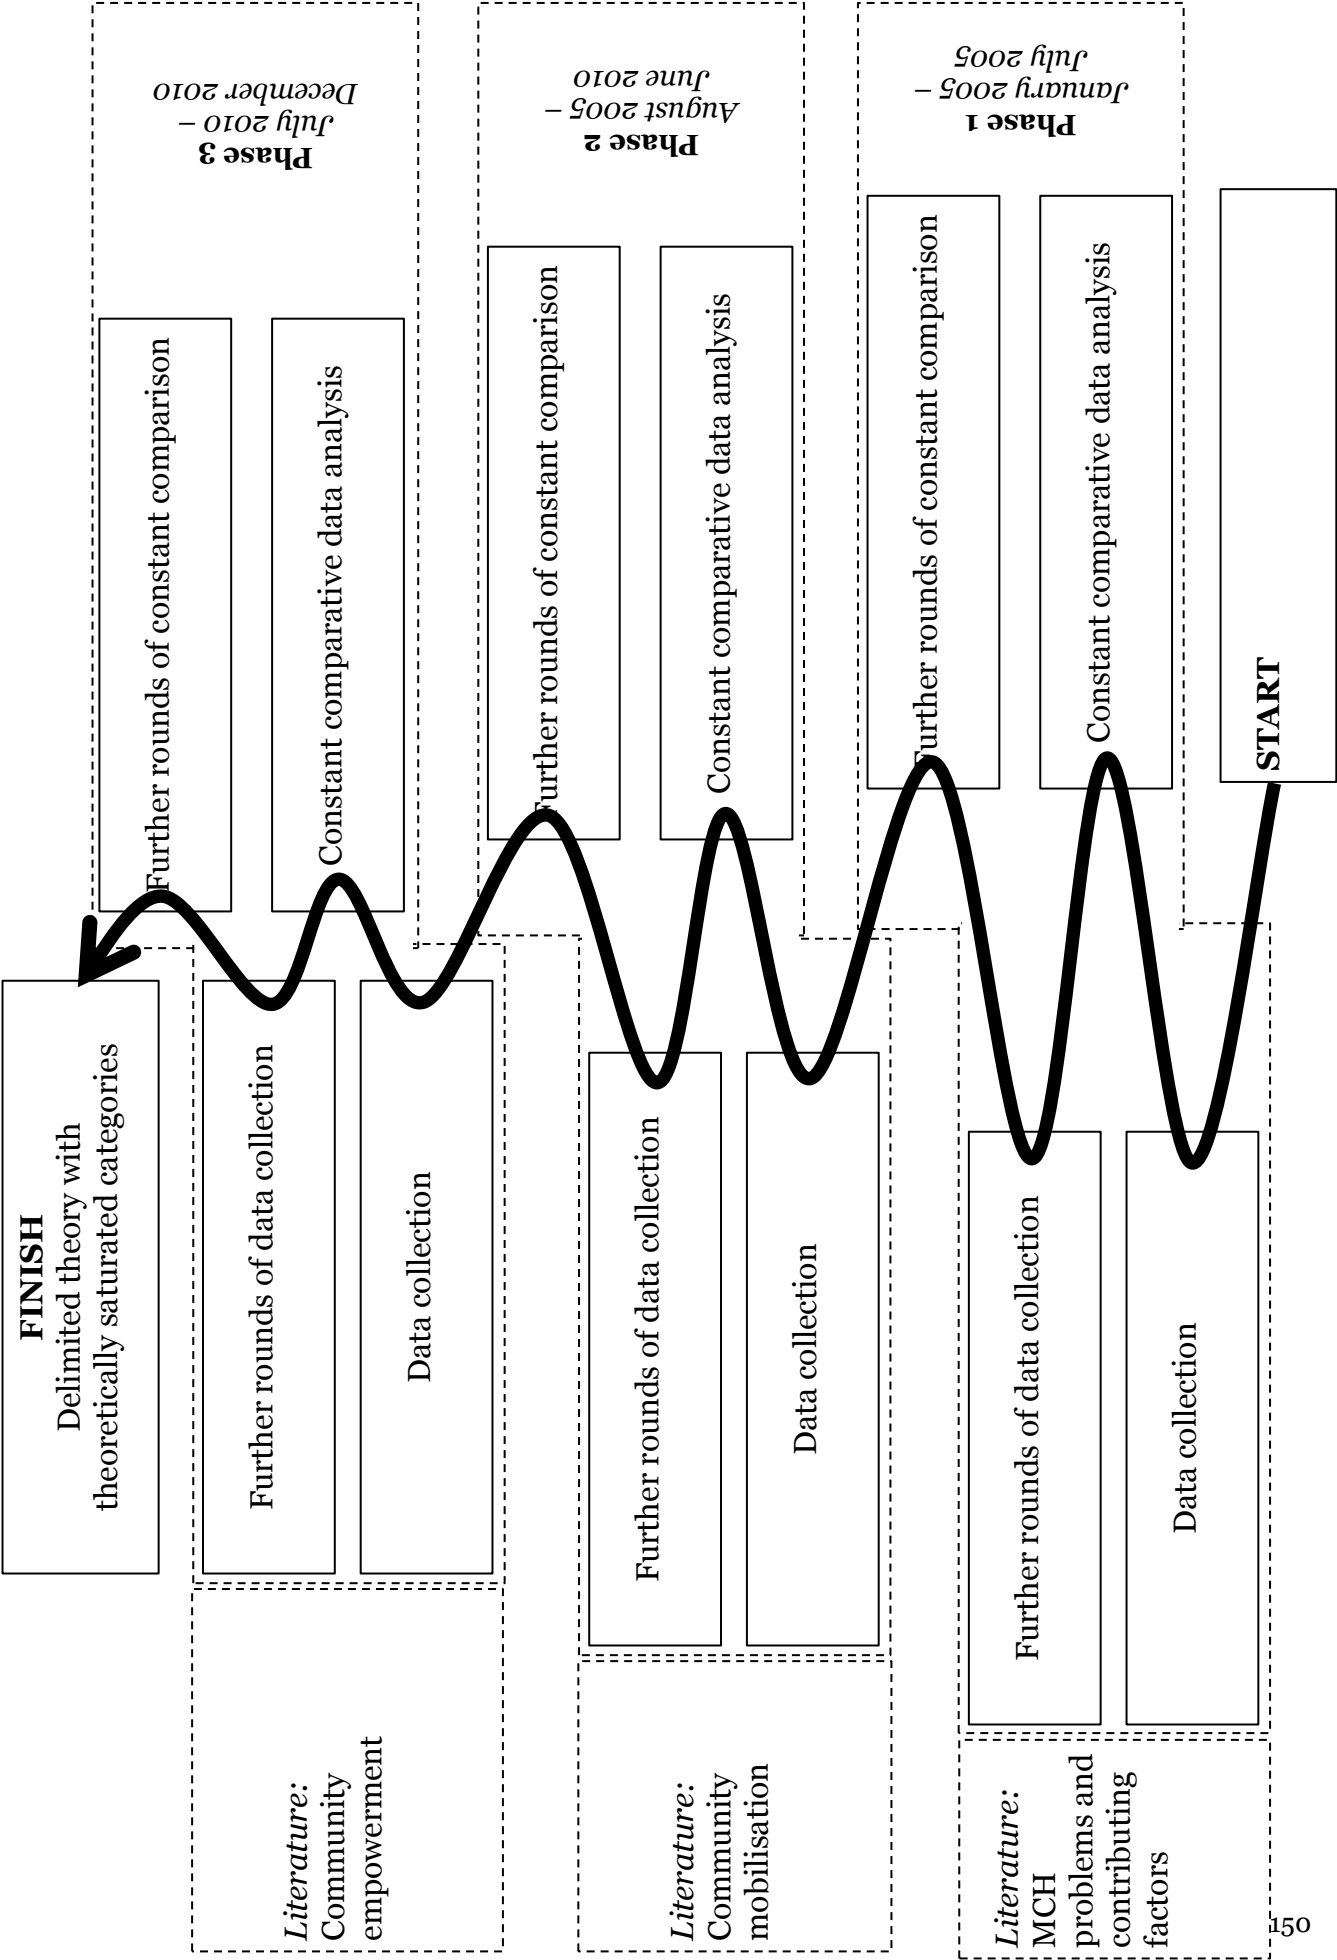 FINISH
Delimited theory with
theoretically saturated categories
Further rounds of constant comparison
Phase 3
July 2010 –
December 2010
Further rounds of data collection
Constant comparative data analysis
Literature:
Community
empowerment
Data collection
Further rounds of constant comparison
Phase 2
August 2005 –
June 2010
Further rounds of data collection
Constant comparative data analysis
Literature:
Community
mobilisation
Data collection
Further rounds of constant comparison
Phase 1
January 2005 –
July 2005
Further rounds of data collection
Constant comparative data analysis
Literature:
MCH
problems and
contributing
factors
Data collection
START
150